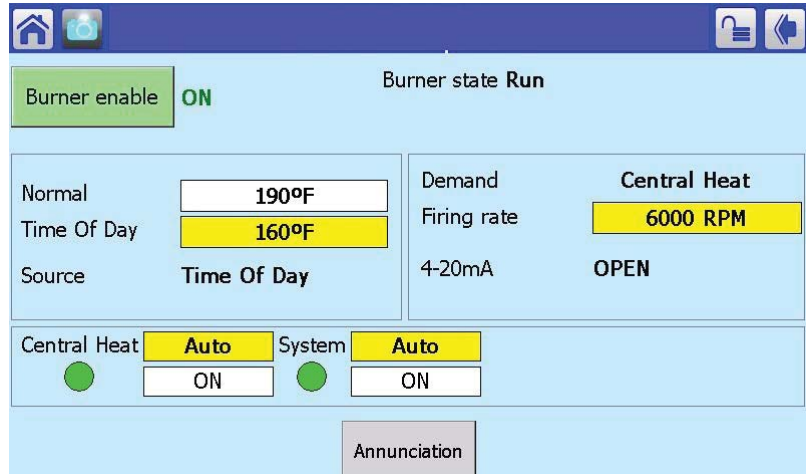 Burner enable ON
Burner state Run
Normal 190ºF
Time Of Day 160ºF
Source Time Of Day
Demand Central Heat
Firing rate 6000 RPM
4-20mA OPEN
Central Heat Auto System Auto
ON ON
Annunciation